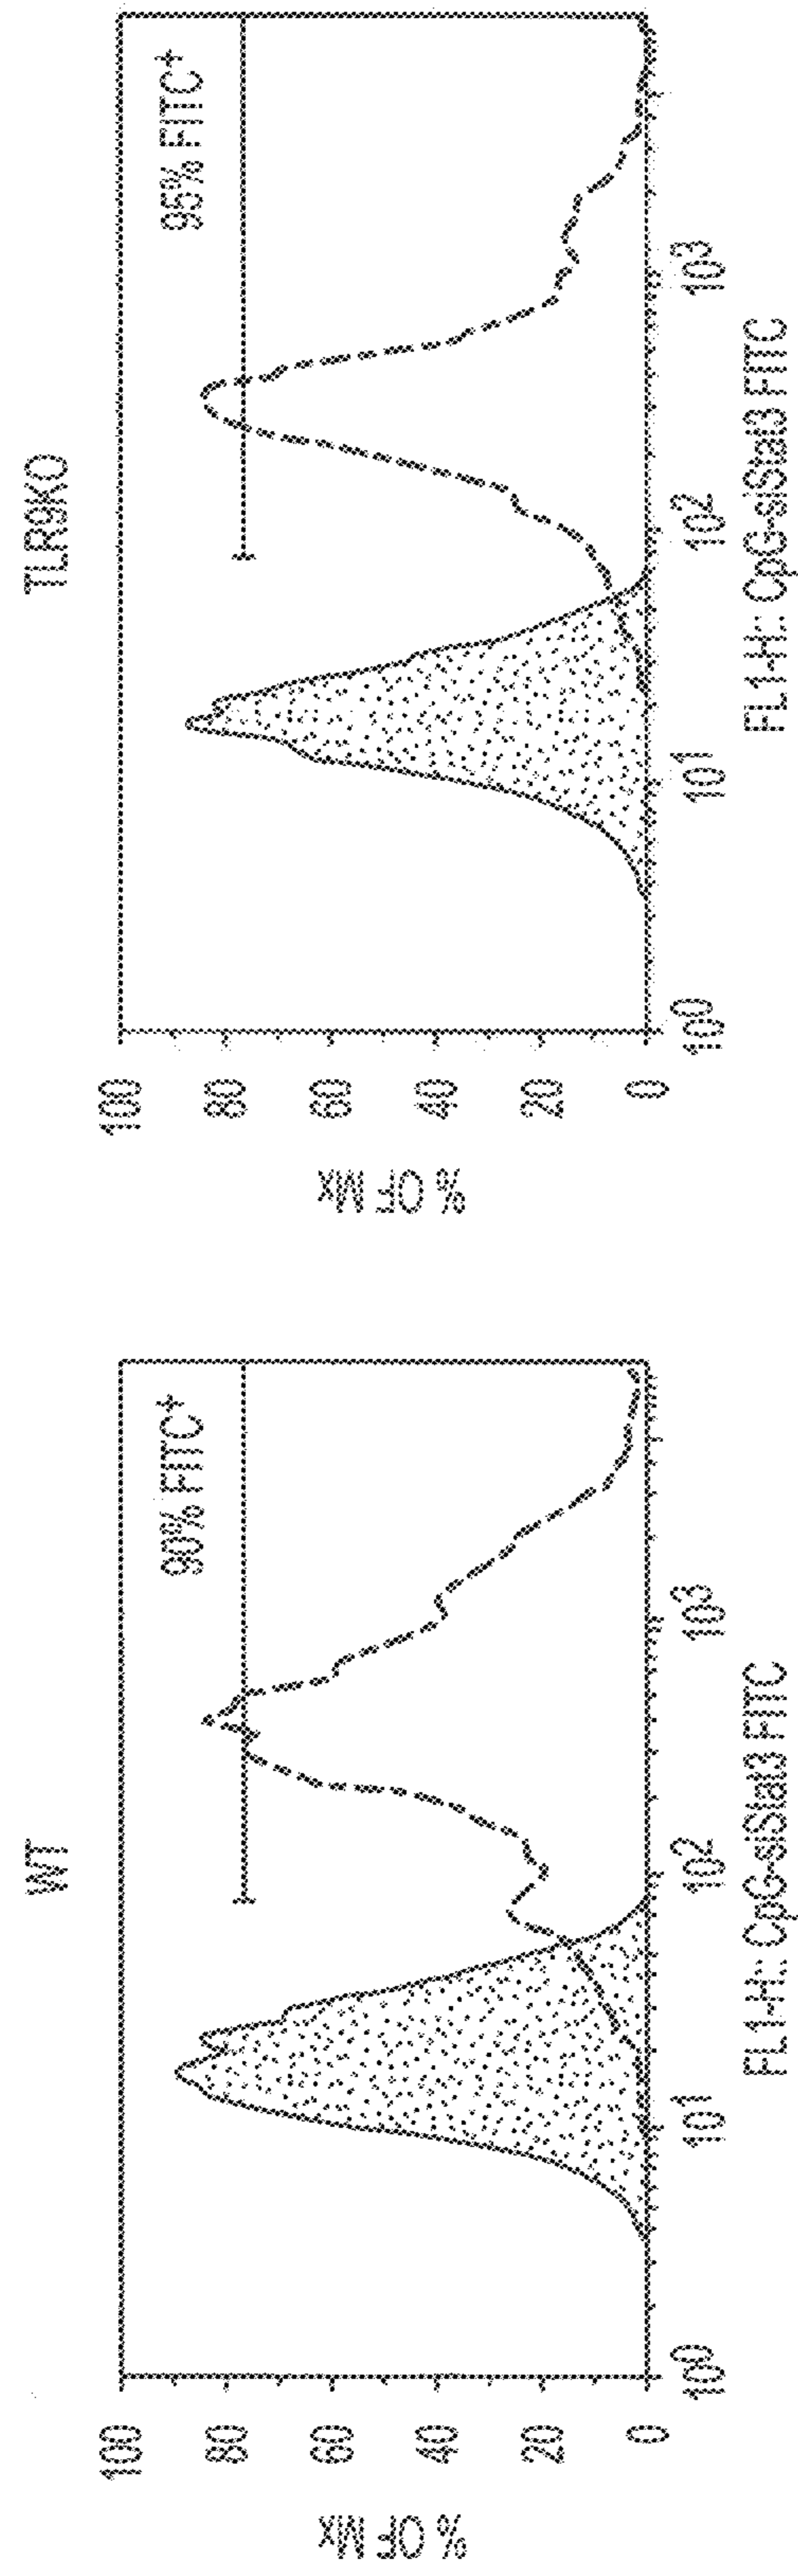 WT
90% FITC+
% OF Mx
100
80
60
40
20
0
10^0
10^1
10^2
10^3
FL1-H:: CpG-siStat3 FITC
TLR9KO
95% FITC+
% OF Mx
100
80
60
40
20
0
10^0
10^1
10^2
10^3
FL1-H:: CpG-siStat3 FITC